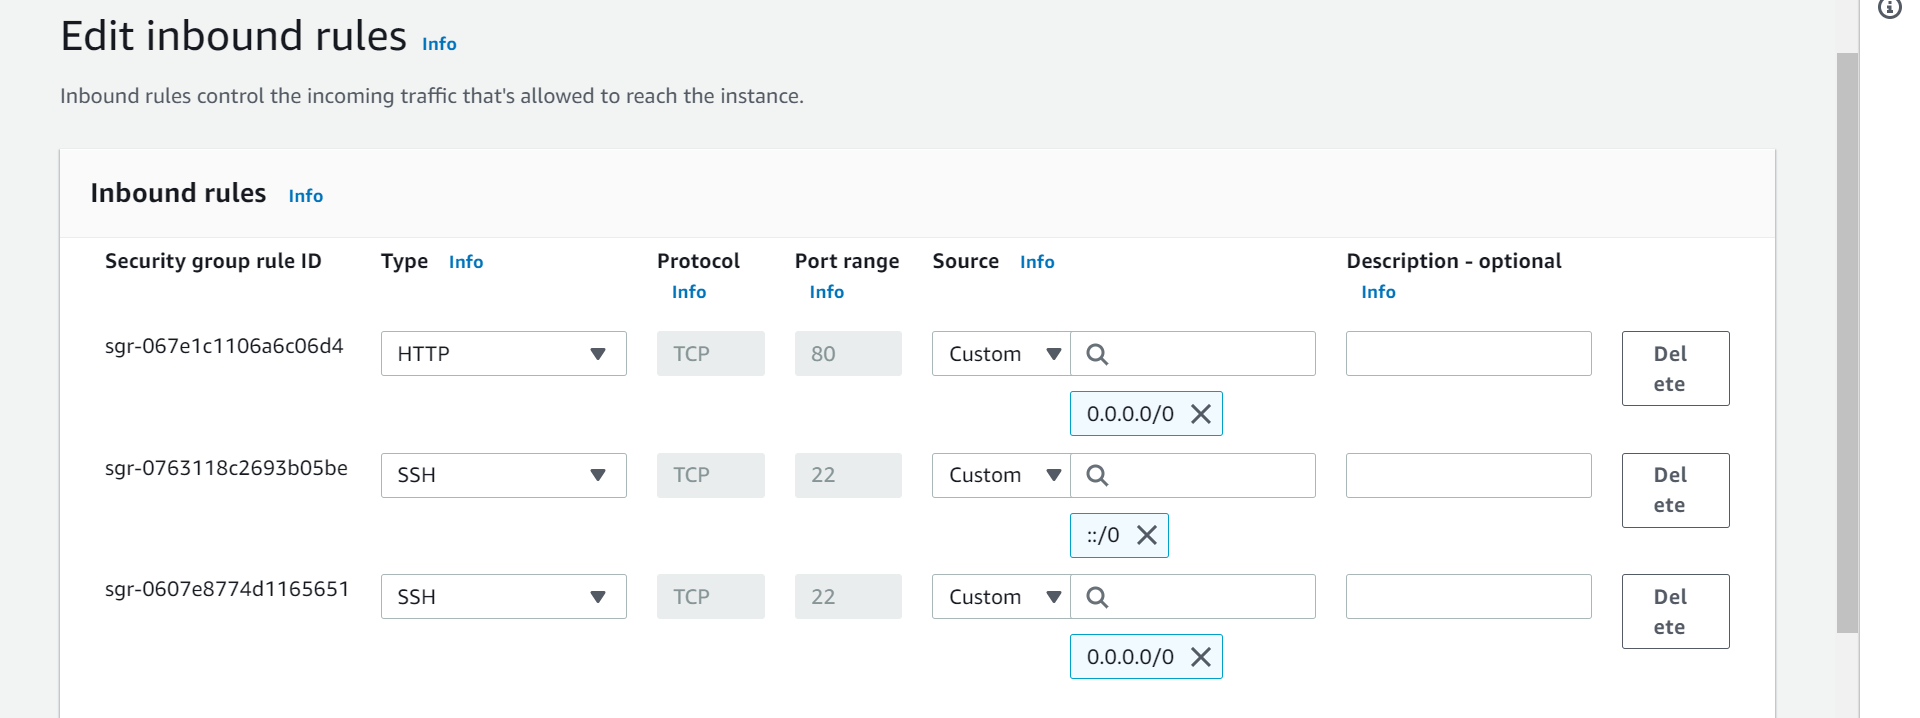 Edit inbound rules Info
Inbound rules control the incoming traffic that's allowed to reach the instance.
Inbound rules Info
Security group rule ID Type Info Protocol Info Port range Info Source Info Description - optional Info
sgr-067e1c1106a6c06d4 HTTP TCP 80 Custom Delete
0.0.0.0/0
sgr-0763118c2693b05be SSH TCP 22 Custom Delete
::/0
sgr-0607e8774d1165651 SSH TCP 22 Custom Delete
0.0.0.0/0